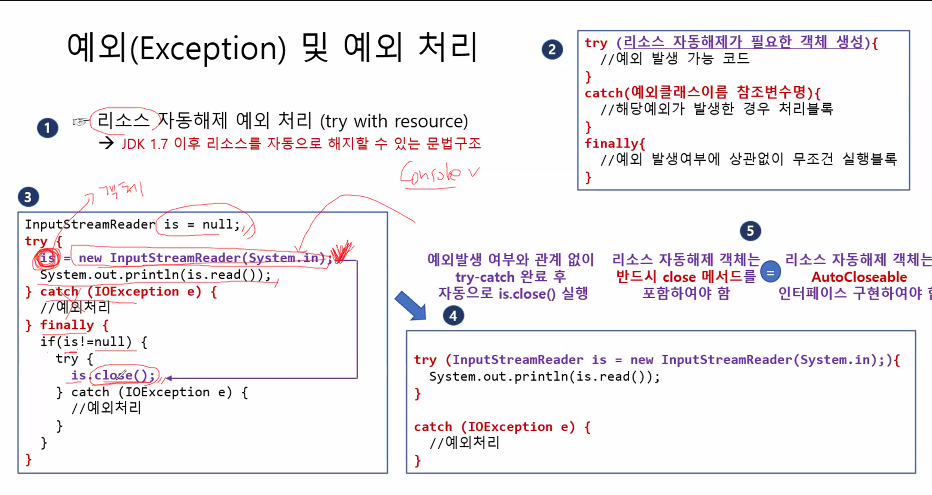 예외(Exception) 및 예외 처리
1
☞ 리소스 자동해제 예외 처리 (try with resource)
→ JDK 1.7 이후 리소스를 자동으로 해지할 수 있는 문법구조
2
try (리소스 자동해제가 필요한 객체 생성){
//예외 발생 가능 코드
}
catch(예외클래스이름 참조변수명){
//해당예외가 발생한 경우 처리블록
}
finally{
//예외 발생여부에 상관없이 무조건 실행블록
}
Console
3
객체
InputStreamReader is = null;
try {
is = new InputStreamReader(System.in);
System.out.println(is.read());
} catch (IOException e) {
//예외처리
} finally {
if(is!=null) {
try {
is.close();
} catch (IOException e) {
//예외처리
}
}
}
예외발생 여부와 관계 없이
try-catch 완료 후
자동으로 is.close() 실행
5
리소스 자동해제 객체는
반드시 close 메서드를
포함하여야 함
=
리소스 자동해제 객체는
AutoCloseable
인터페이스 구현하여야 함
4
try (InputStreamReader is = new InputStreamReader(System.in);){
System.out.println(is.read());
}
catch (IOException e) {
//예외처리
}